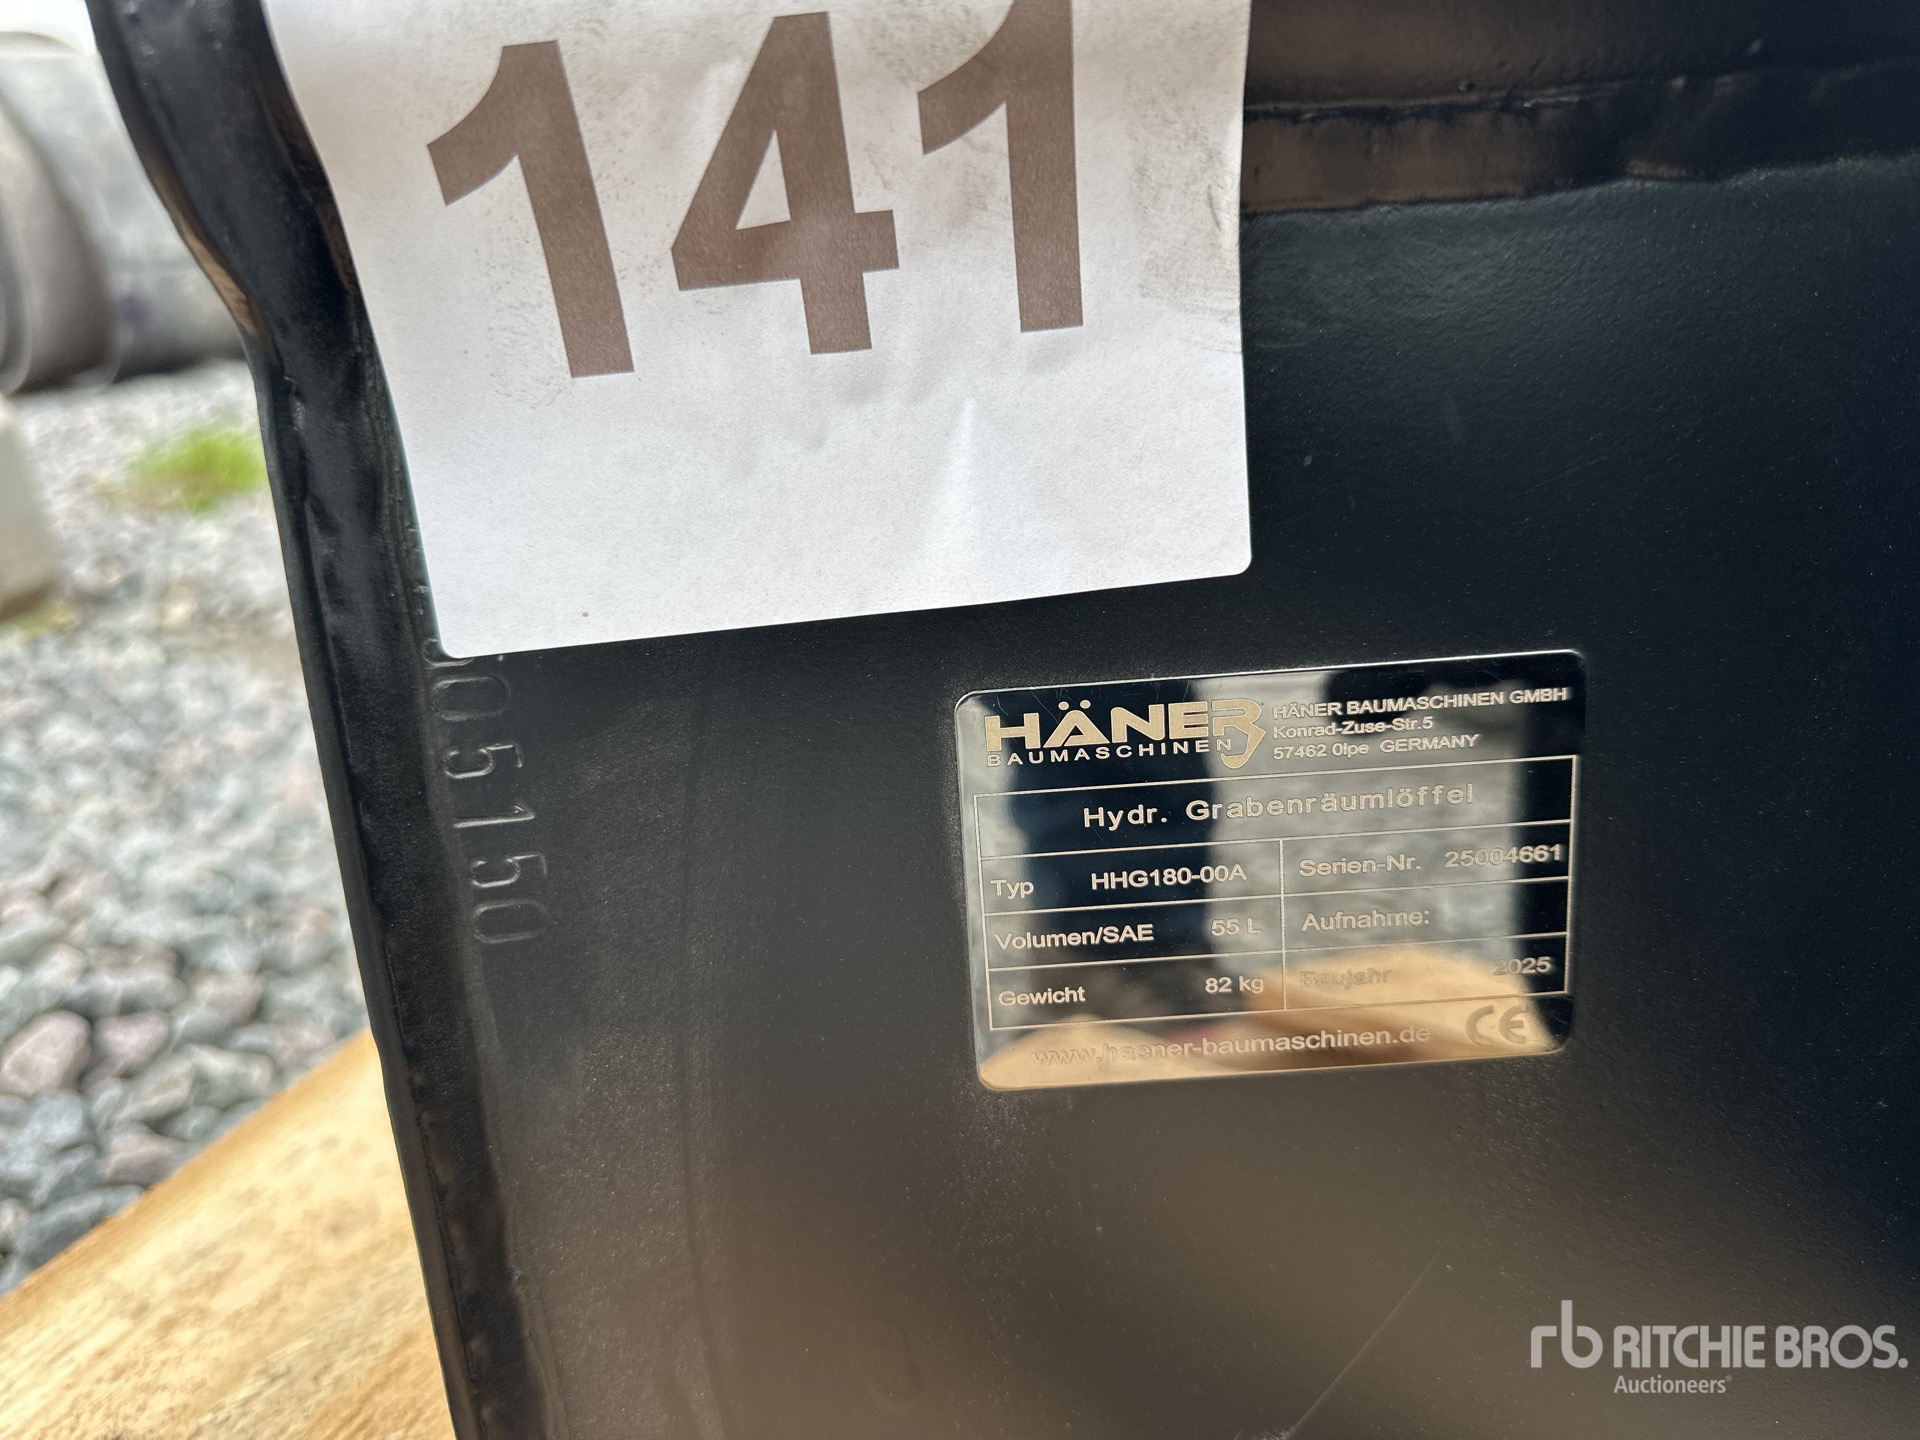 141
05150
HÄNER
BAUMASCHINEN
HÄNER BAUMASCHINEN GMBH
Konrad-Zuse-Str.5
57462 Olpe GERMANY
Hydr. Grabenräumlöffel
Typ HHG180-00A
Serien-Nr. 25004661
Volumen/SAE 55 L
Aufnahme:
Gewicht 82 kg
Baujahr 2025
www.haener-baumaschinen.de CE
rb RITCHIE BROS.
Auctioneers